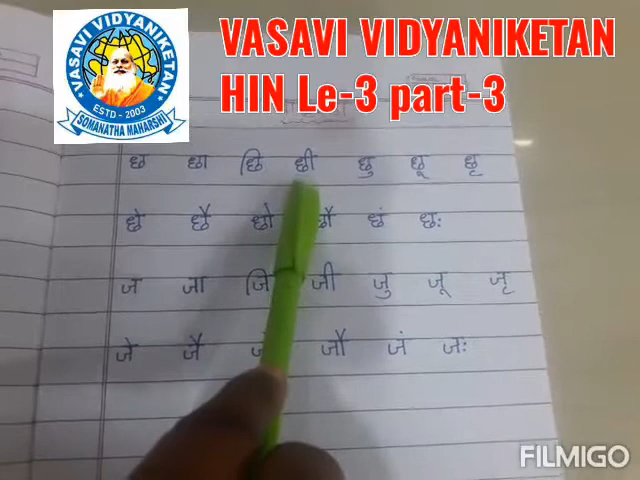 VASAVI VIDYANIKETAN
ESTD - 2003
SOMANATHA MAHARSHI
VASAVI VIDYANIKETAN
HIN Le-3 part-3
छ छा छि छी छु छू छृ
छे छै छो छौ छं छः
ज जा जि जी जु जू जृ
जे जै जौ जं जः
FILMIGO